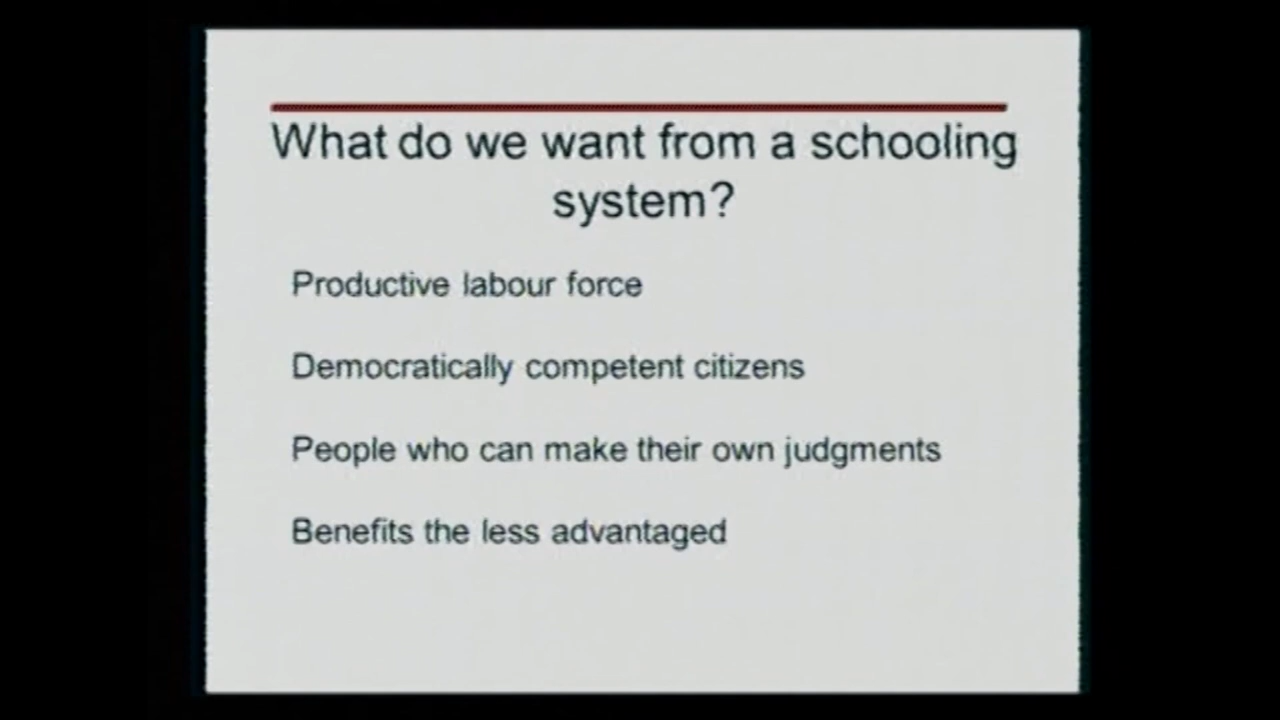 What do we want from a schooling
system?
Productive labour force
Democratically competent citizens
People who can make their own judgments
Benefits the less advantaged